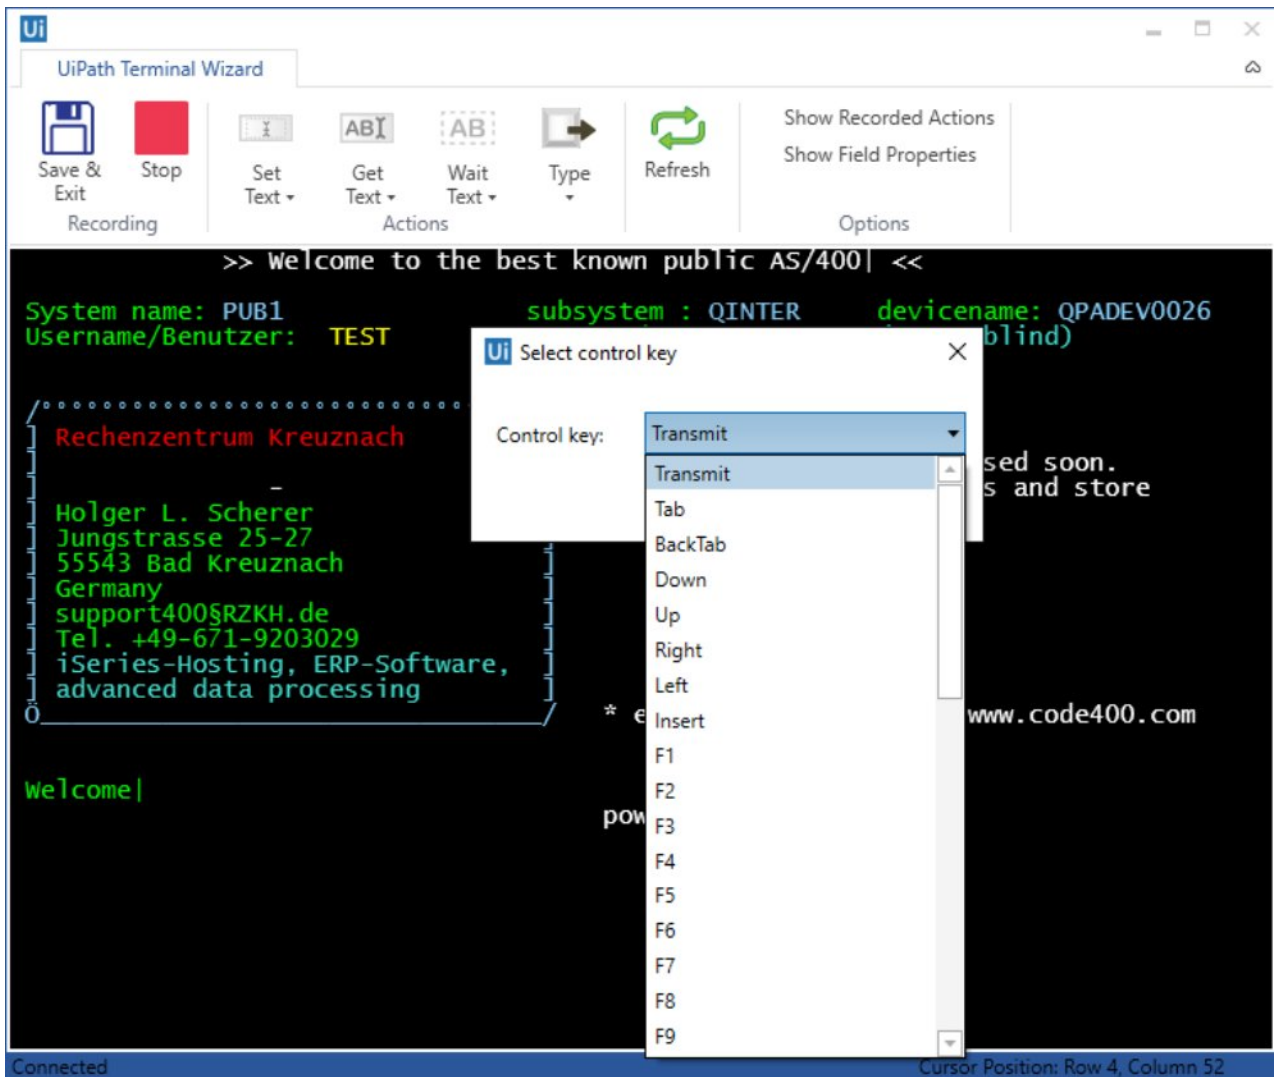 Ui
UiPath Terminal Wizard
Save & Exit
Stop
Set Text
Get Text
Wait Text
Type
Refresh
Show Recorded Actions
Show Field Properties
Recording
Actions
Options
>> Welcome to the best known public AS/400| <<
System name: PUB1 subsystem : QINTER devicename: QPADEV0026
Username/Benutzer: TEST blind)
Ui Select control key
Control key: Transmit
Rechenzentrum Kreuznach
sed soon.
s and store
Holger L. Scherer
Jungstrasse 25-27
55543 Bad Kreuznach
Germany
support400§RZKH.de
Tel. +49-671-9203029
iSeries-Hosting, ERP-Software,
advanced data processing
* e www.code400.com
Welcome|
pow
Transmit
Tab
BackTab
Down
Up
Right
Left
Insert
F1
F2
F3
F4
F5
F6
F7
F8
F9
Connected
Cursor Position: Row 4, Column 52